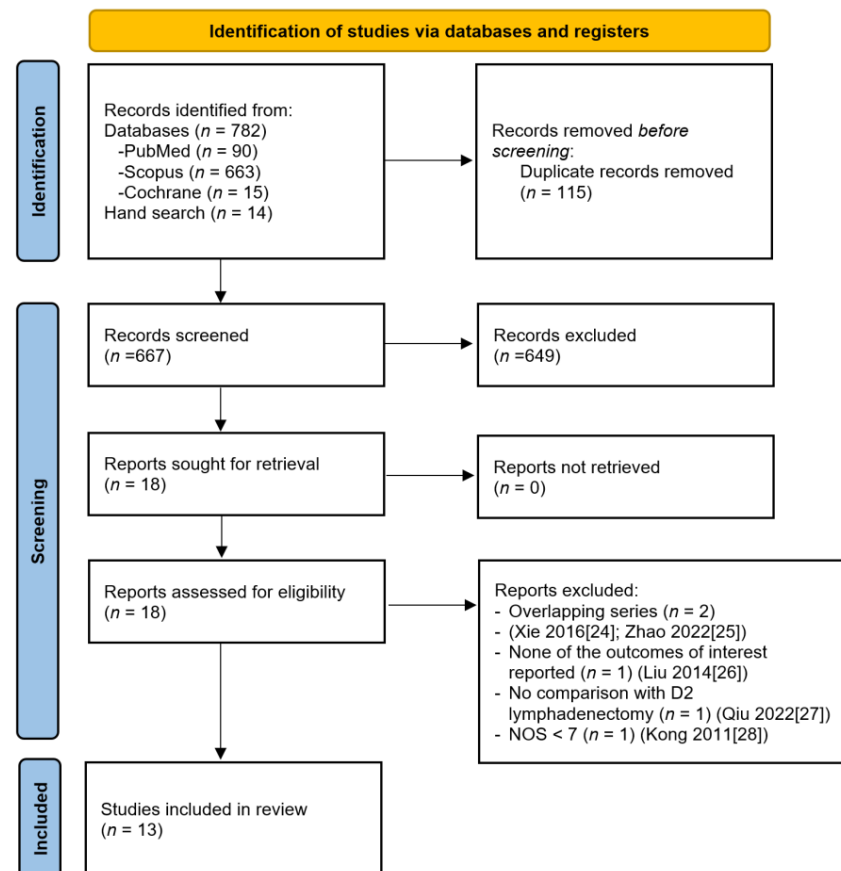 Identification of studies via databases and registers
Identification
Records identified from:
Databases (n = 782)
-PubMed (n = 90)
-Scopus (n = 663)
-Cochrane (n = 15)
Hand search (n = 14)
Records removed before
screening:
Duplicate records removed
(n = 115)
Screening
Records screened
(n =667)
Records excluded
(n =649)
Reports sought for retrieval
(n = 18)
Reports not retrieved
(n = 0)
Reports assessed for eligibility
(n = 18)
Reports excluded:
- Overlapping series (n = 2)
- (Xie 2016[24]; Zhao 2022[25])
- None of the outcomes of interest
reported (n = 1) (Liu 2014[26])
- No comparison with D2
lymphadenectomy (n = 1) (Qiu 2022[27])
- NOS < 7 (n = 1) (Kong 2011[28])
Included
Studies included in review
(n = 13)